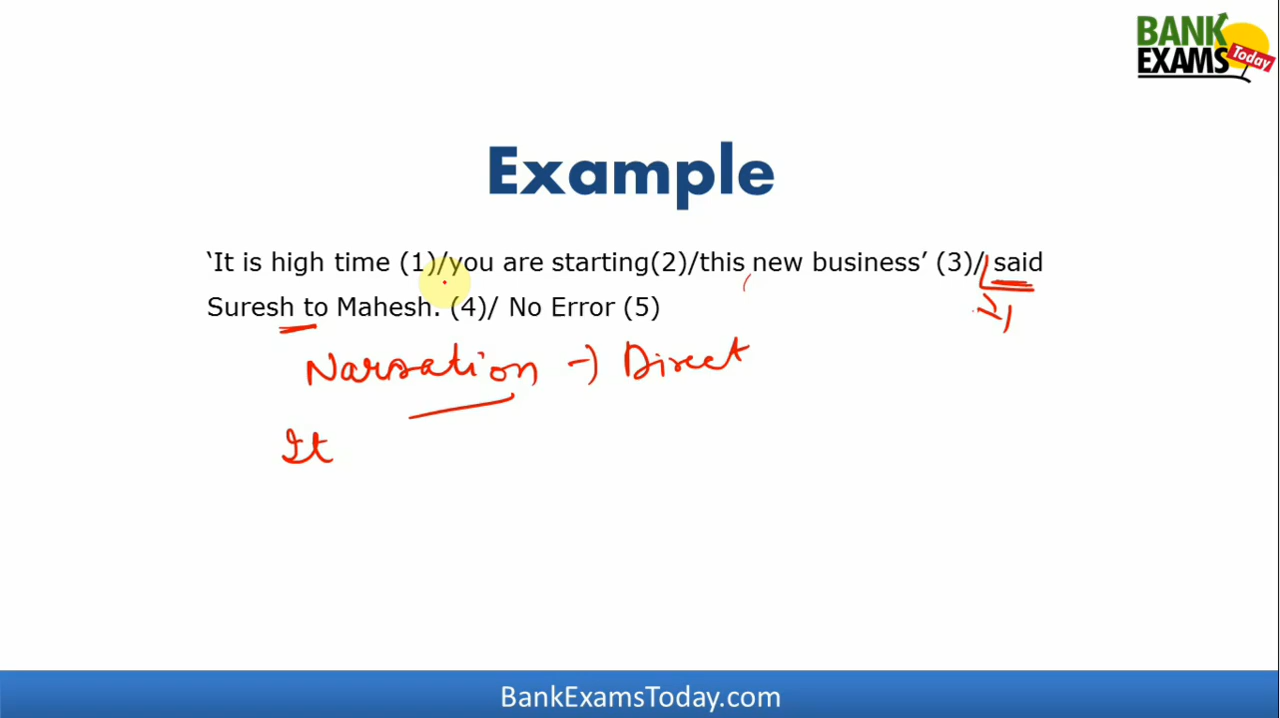 BANK
EXAMS
Today
Example
‘It is high time (1)/you are starting(2)/this new business’ (3)/ said
Suresh to Mahesh. (4)/ No Error (5)
Narration → Direct
It
BankExamsToday.com